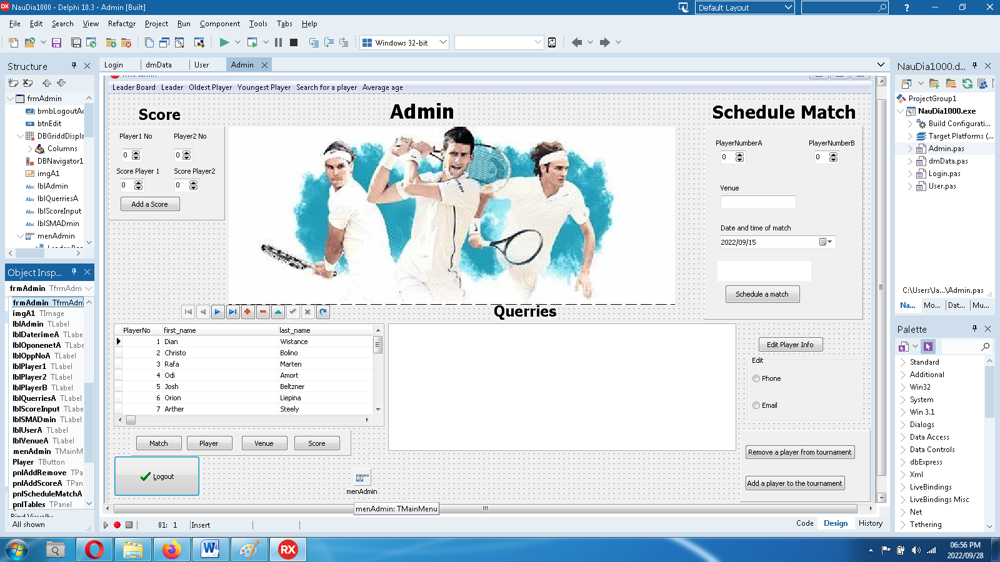 NauDia1000 - Delphi 10.3 - Admin [Built]
Default Layout
File Edit Search View Refactor Project Run Component Tools Tabs Help
Windows 32-bit
Structure
frmAdmin
bmbLogoutAc
btnEdit
DBGriddDispla
Columns
DBNavigator1
imgA1
lblAdmin
lblQuerriesA
lblScoreInput
lblSMADmin
menAdmin
Object Insp...
frmAdmin TfrmAdm
frmAdmin TfrmAdm
imgA1 TImage
lblAdmin TLabel
lblDaterimeA TLabe
lblOponenetA TLabe
lblOppNoA TLabel
lblPlayer1 TLabel
lblPlayer2 TLabel
lblPlayerB TLabel
lblQuerriesA TLabel
lblScoreInput TLabel
lblSMADmin TLabel
lblUserA TLabel
lblVenueA TLabel
menAdmin TMainM
Player TButton
pnlAddRemove TPa
pnlAddScoreA TPan
pnlScheduleMatchA
pnlTables TPanel
All shown
Login dmData User Admin
Leader Board Leader Oldest Player Youngest Player Search for a player Average age
Score
Player1 No Player2 No
0 0
Score Player 1 Score Player2
0 0
Add a Score
Admin
Schedule Match
PlayerNumberA PlayerNumberB
0 0
Venue
Date and time of match
2022/09/15
Schedule a match
Querries
PlayerNo first_name last_name
1 Dian Wistance
2 Christo Bolino
3 Rafa Marten
4 Odi Amort
5 Josh Beltzner
6 Orion Liepina
7 Arther Steely
Match Player Venue Score
Logout
menAdmin
menAdmin: TMainMenu
Edit Player Info
Edit
Phone
Email
Remove a player from tournament
Add a player to the tournament
81: 1 Insert
Code Design History
NauDia1000.d...
ProjectGroup1
NauDia1000.exe
Build Configurati...
Target Platforms (...
Admin.pas
dmData.pas
Login.pas
User.pas
C:\Users\Ja...\Admin.pas
Na... Mo... Dat... Mu...
Palette
Standard
Additional
Win32
System
Win 3.1
Dialogs
Data Access
Data Controls
dbExpress
Xml
LiveBindings
LiveBindings Misc
Net
Tethering
06:56 PM
2022/09/28